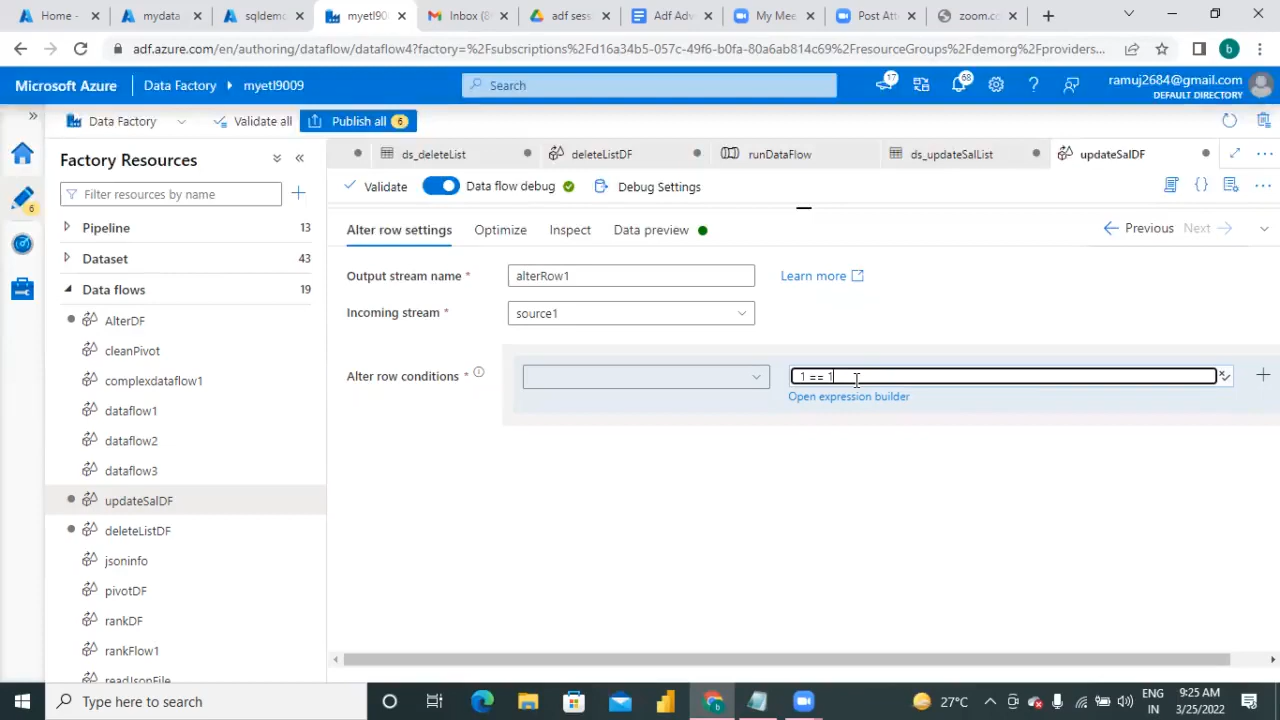 Home -
mydata
sqldemo
myetl9009
Inbox (8
adf sess
Adf Adv
My Mee
Post Att
zoom.co
adf.azure.com/en/authoring/dataflow/dataflow4?factory=%2Fsubscriptions%2Fd16a34b5-057c-49f6-b0fa-80a6ab814c69%2FresourceGroups%2Fdemorg%2Fproviders...
b
Microsoft Azure
Data Factory
myetl9009
Search
17
68
ramuj2684@gmail.com
DEFAULT DIRECTORY
Data Factory
Validate all
Publish all 6
Factory Resources
ds_deleteList
deleteListDF
runDataFlow
ds_updateSalList
updateSalDF
Validate
Data flow debug
Debug Settings
Filter resources by name
6
Pipeline 13
Dataset 43
Data flows 19
AlterDF
cleanPivot
complexdataflow1
dataflow1
dataflow2
dataflow3
updateSalDF
deleteListDF
jsoninfo
pivotDF
rankDF
rankFlow1
readJsonFile
Alter row settings
Optimize
Inspect
Data preview
Previous
Next
Output stream name *
alterRow1
Learn more
Incoming stream *
source1
Alter row conditions *
1 == 1
Open expression builder
Type here to search
27°C
ENG
IN
9:25 AM
3/25/2022